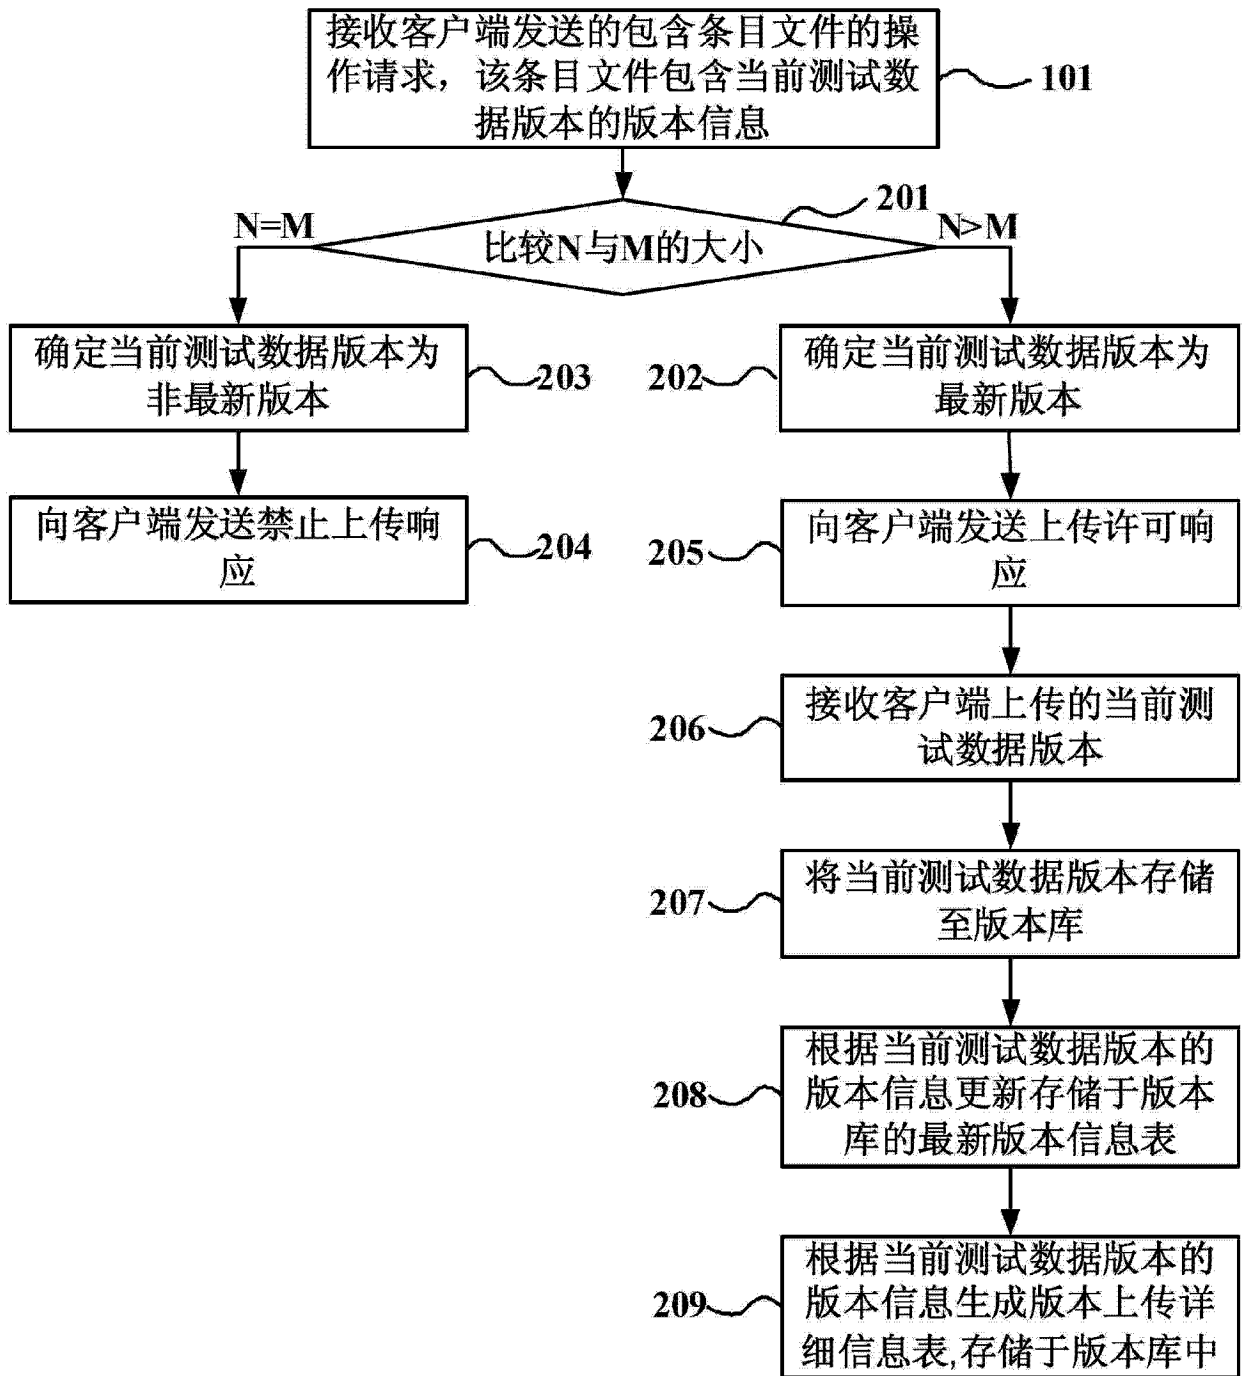 接收客户端发送的包含条目文件的操
作请求，该条目文件包含当前测试数
据版本的版本信息
101
201
N=M
N>M
比较N与M的大小
确定当前测试数据版本为
非最新版本
203
202
确定当前测试数据版本为
最新版本
向客户端发送禁止上传响
应
204
205
向客户端发送上传许可响
应
206
接收客户端上传的当前测
试数据版本
207
将当前测试数据版本存储
至版本库
208
根据当前测试数据版本的
版本信息更新存储于版本
库的最新版本信息表
209
根据当前测试数据版本的
版本信息生成版本上传详
细信息表,存储于版本库中